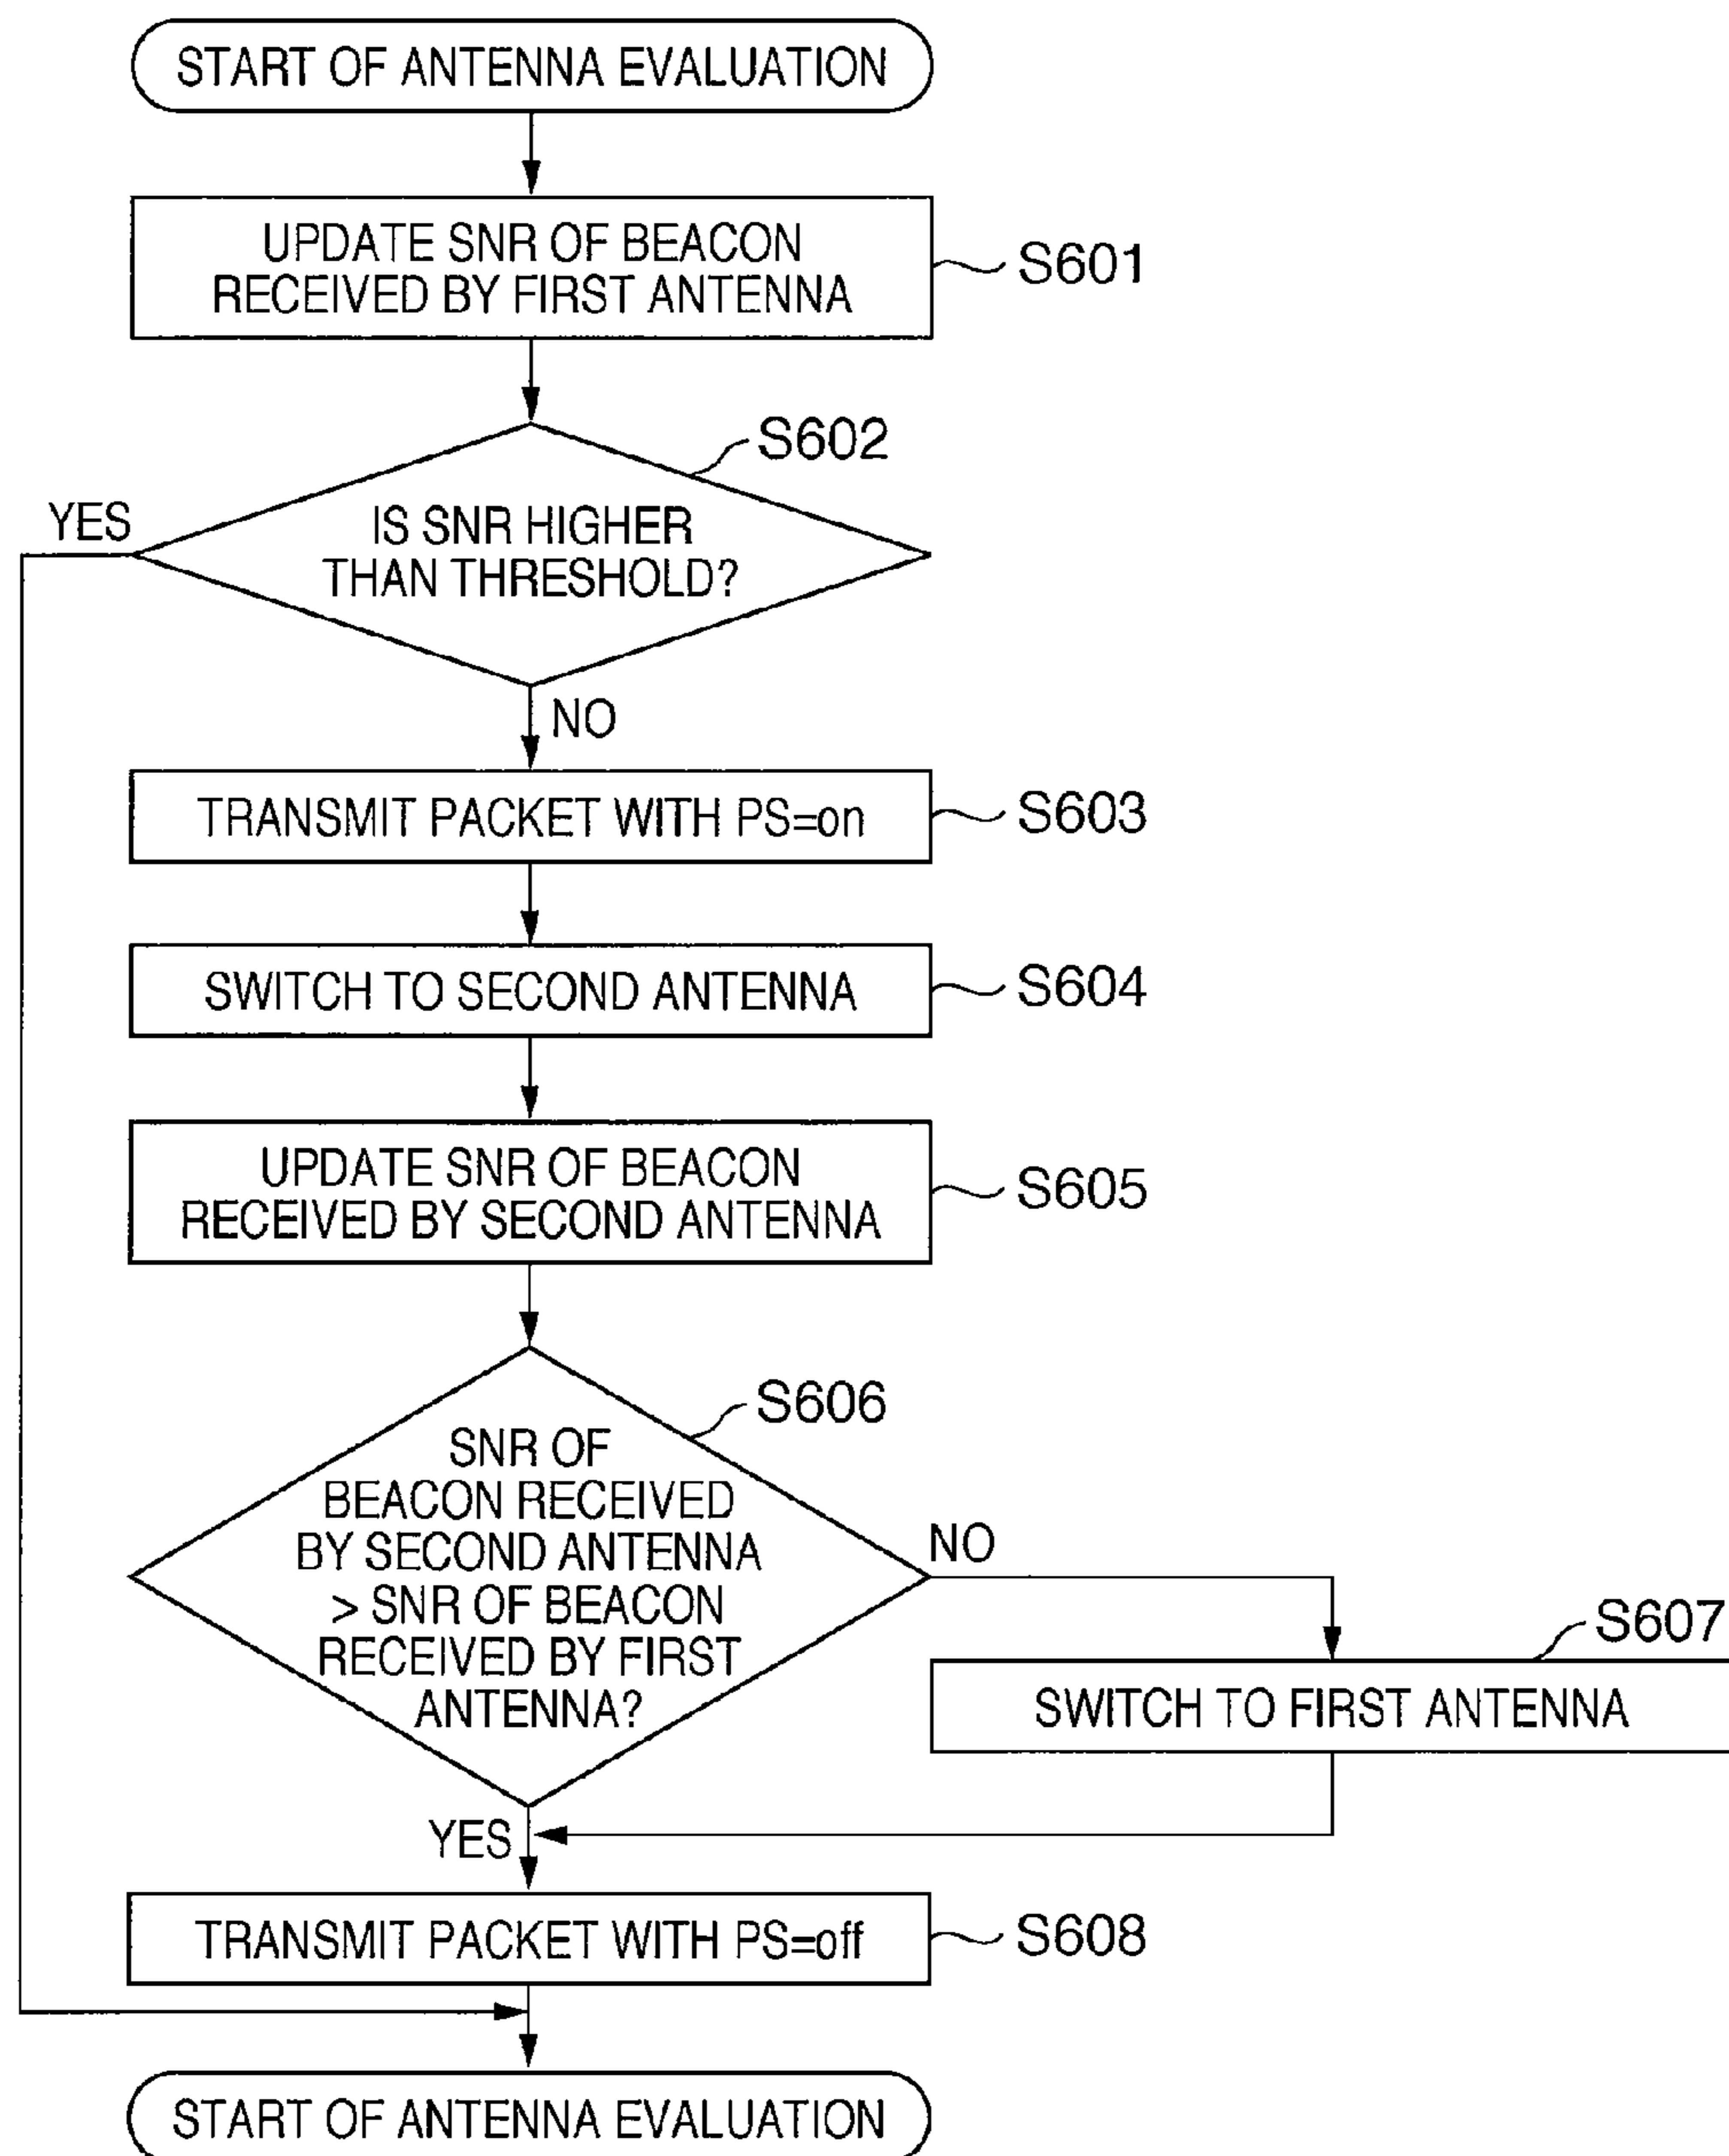 START OF ANTENNA EVALUATION
UPDATE SNR OF BEACON
RECEIVED BY FIRST ANTENNA
S601
S602
YES
IS SNR HIGHER
THAN THRESHOLD?
NO
TRANSMIT PACKET WITH PS=on
S603
SWITCH TO SECOND ANTENNA
S604
UPDATE SNR OF BEACON
RECEIVED BY SECOND ANTENNA
S605
S606
SNR OF
BEACON RECEIVED
BY SECOND ANTENNA
> SNR OF BEACON
RECEIVED BY FIRST
ANTENNA?
NO
S607
SWITCH TO FIRST ANTENNA
YES
TRANSMIT PACKET WITH PS=off
S608
START OF ANTENNA EVALUATION